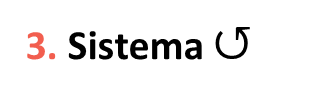 3. Sistema ↺